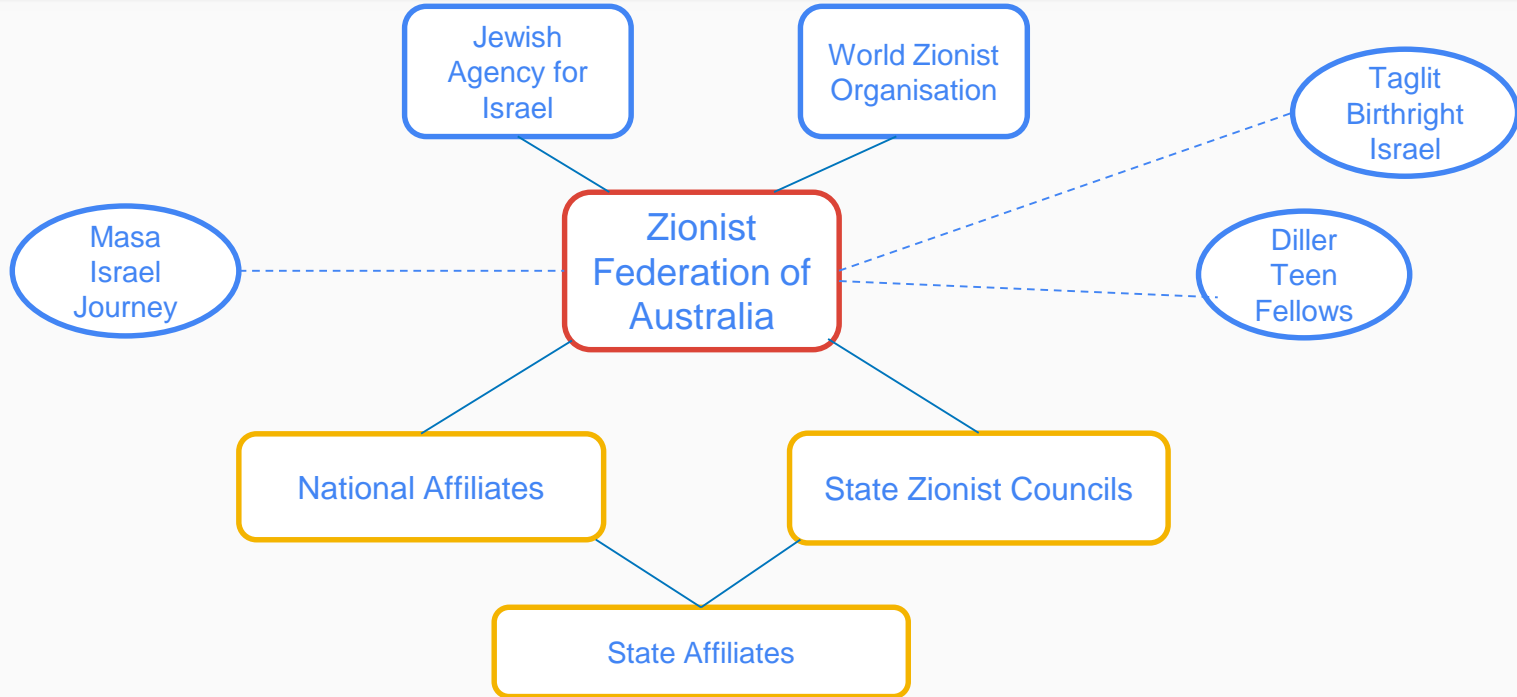 Jewish
Agency for
Israel
World Zionist
Organisation
Taglit
Birthright
Israel
Masa
Israel
Journey
Zionist
Federation of
Australia
Diller
Teen
Fellows
National Affiliates
State Zionist Councils
State Affiliates